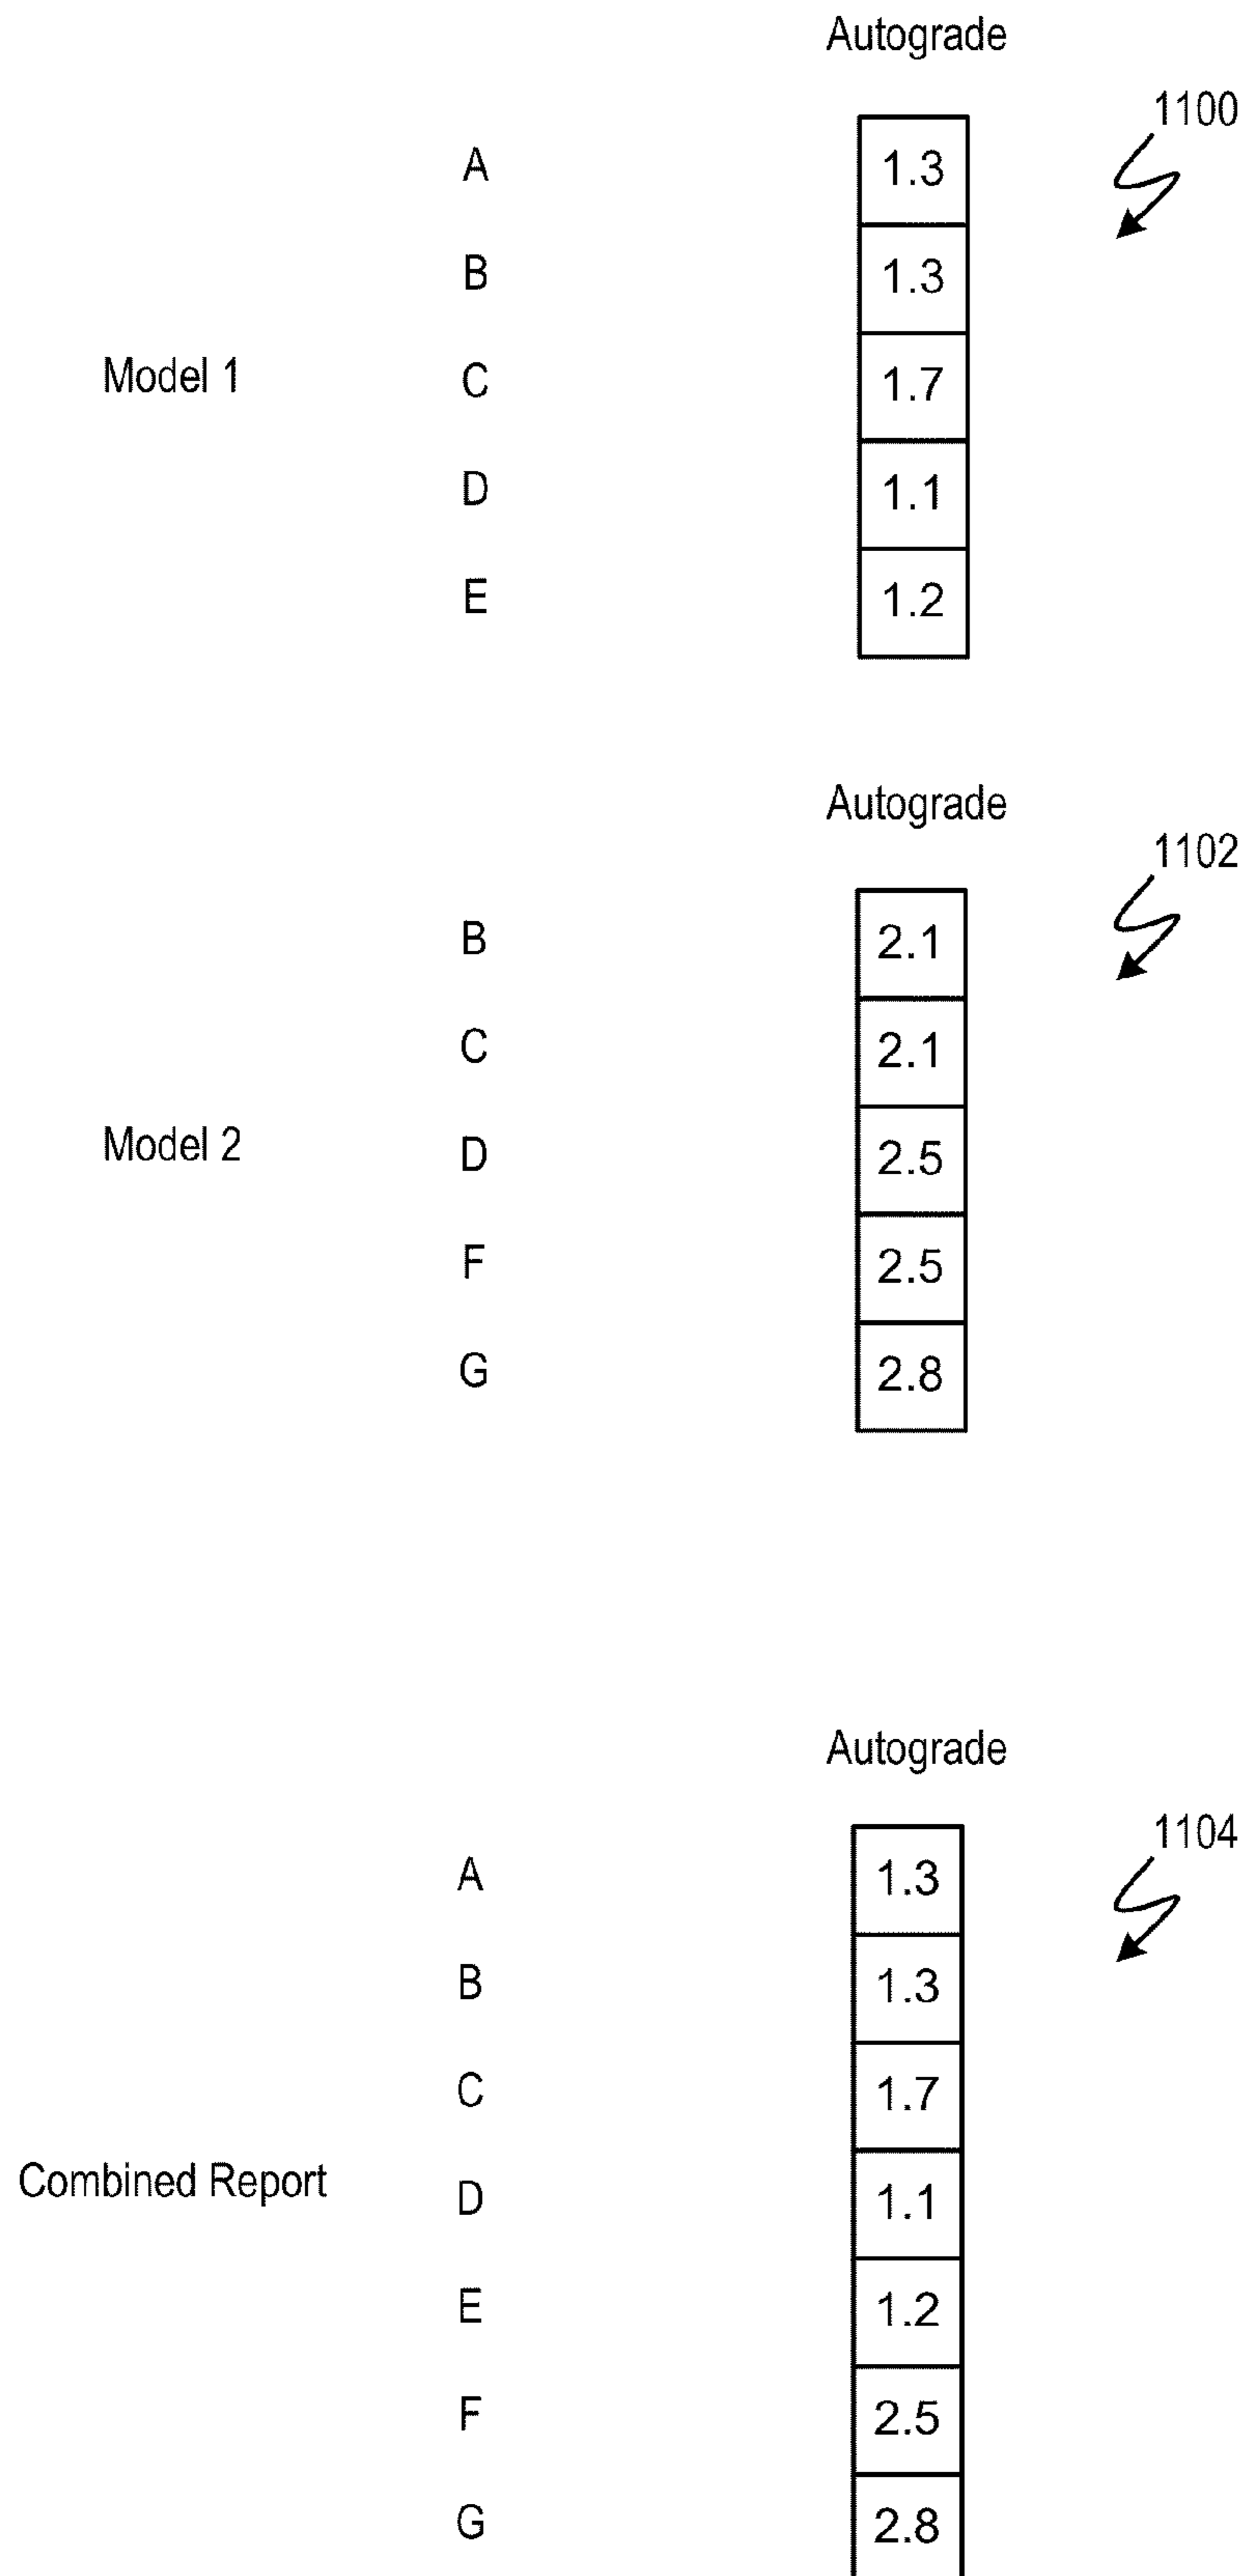 Autograde
1100
A 1.3
B 1.3
Model 1 C 1.7
D 1.1
E 1.2
Autograde
1102
B 2.1
C 2.1
Model 2 D 2.5
F 2.5
G 2.8
Autograde
1104
A 1.3
B 1.3
C 1.7
Combined Report D 1.1
E 1.2
F 2.5
G 2.8